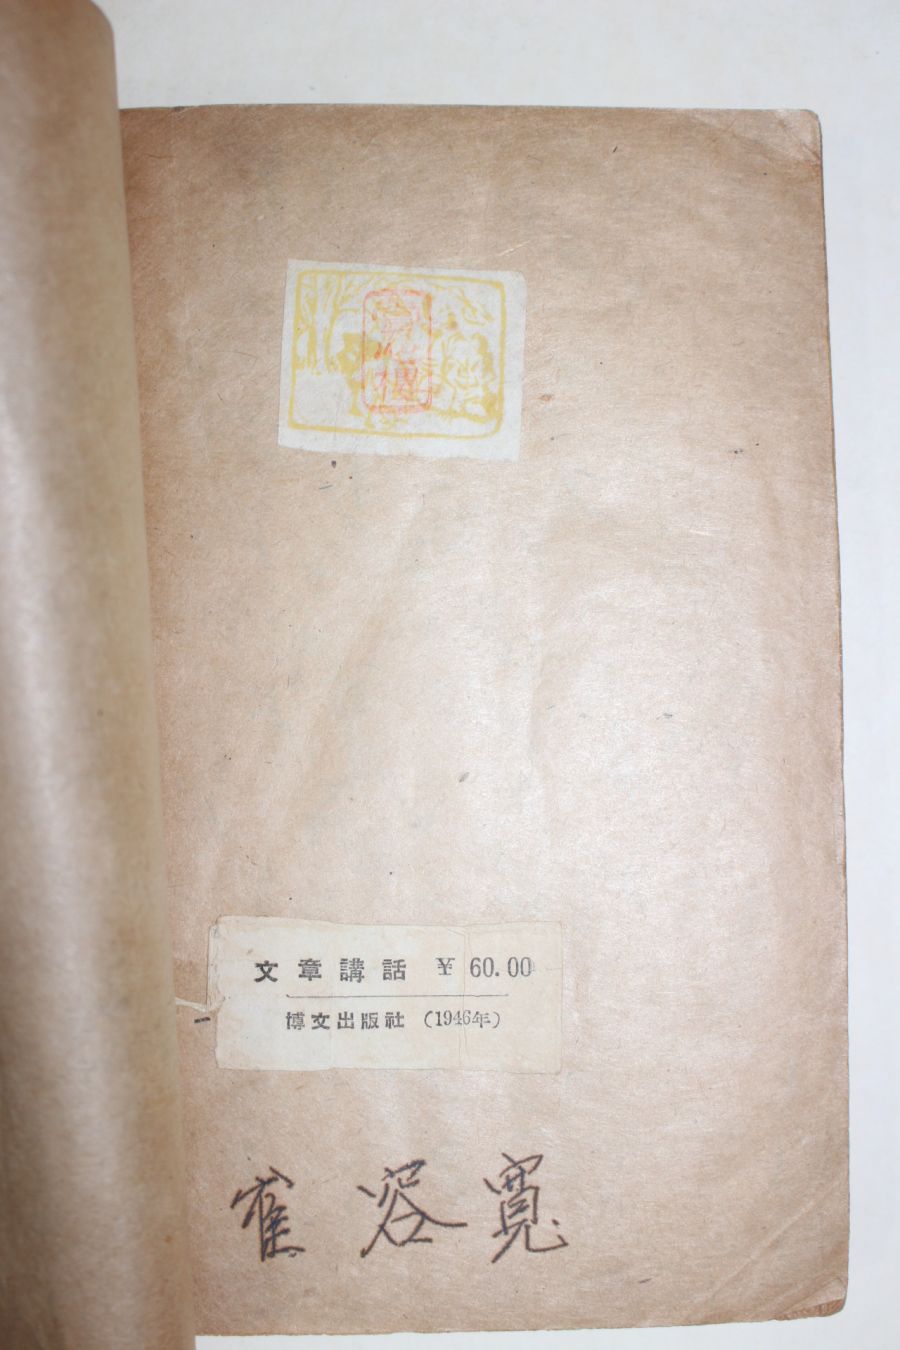 文章講話 ¥ 60.00
博文出版社 (1946年)
崔容寬